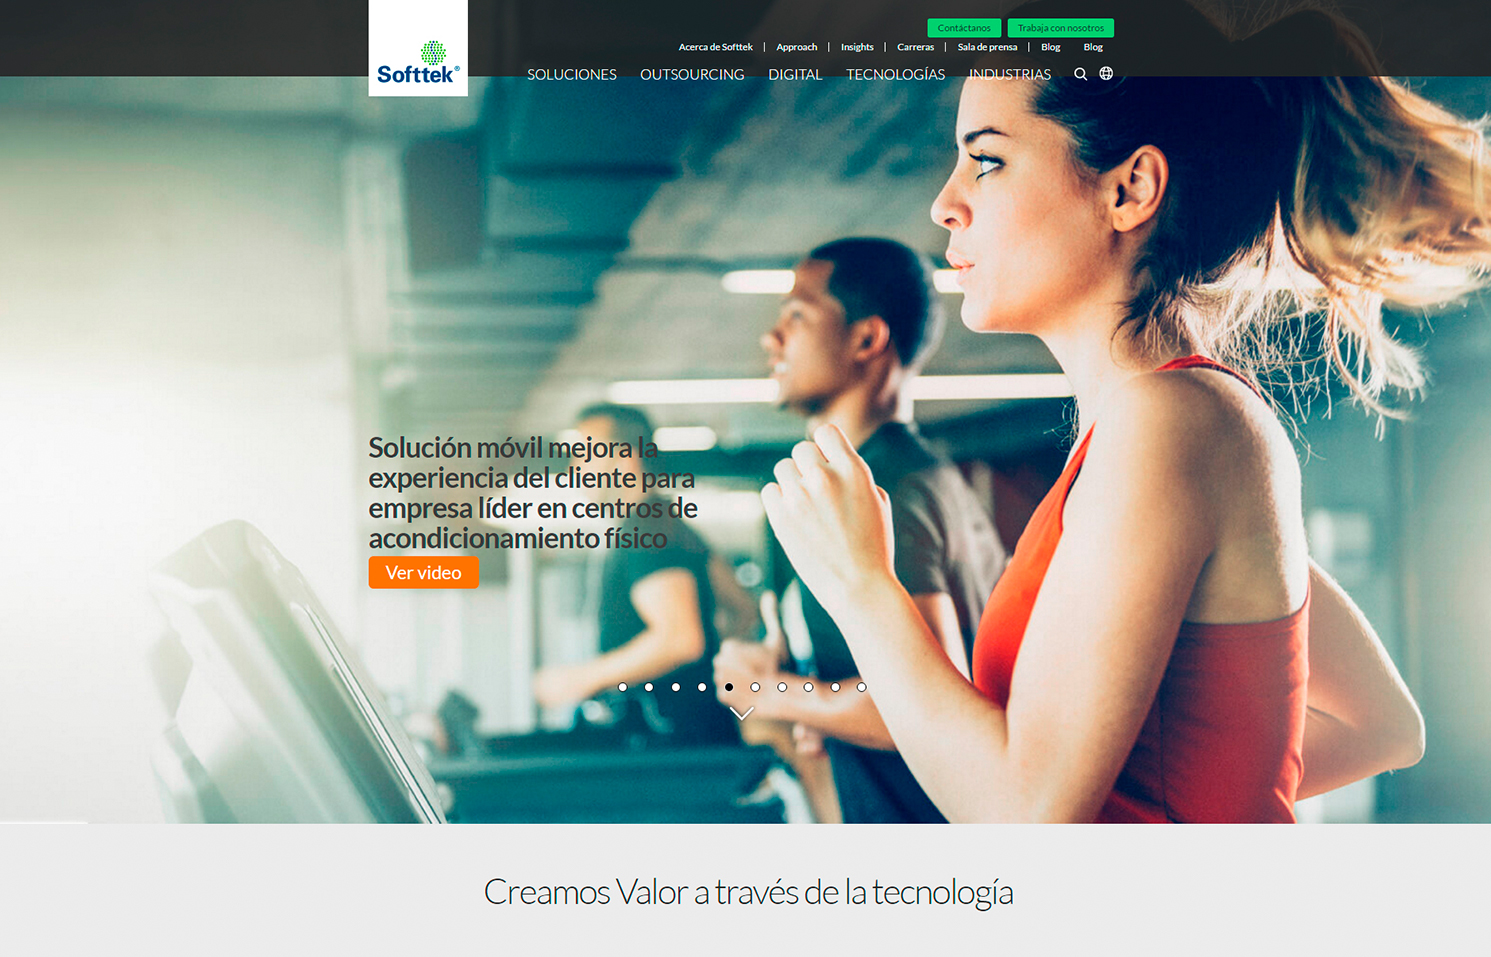 Contáctanos Trabaja con nosotros
Acerca de Softtek | Approach | Insights | Carreras | Sala de prensa | Blog Blog
Softtek®
SOLUCIONES OUTSOURCING DIGITAL TECNOLOGÍAS INDUSTRIAS
Solución móvil mejora la
experiencia del cliente para
empresa líder en centros de
acondicionamiento físico
Ver video
Creamos Valor a través de la tecnología